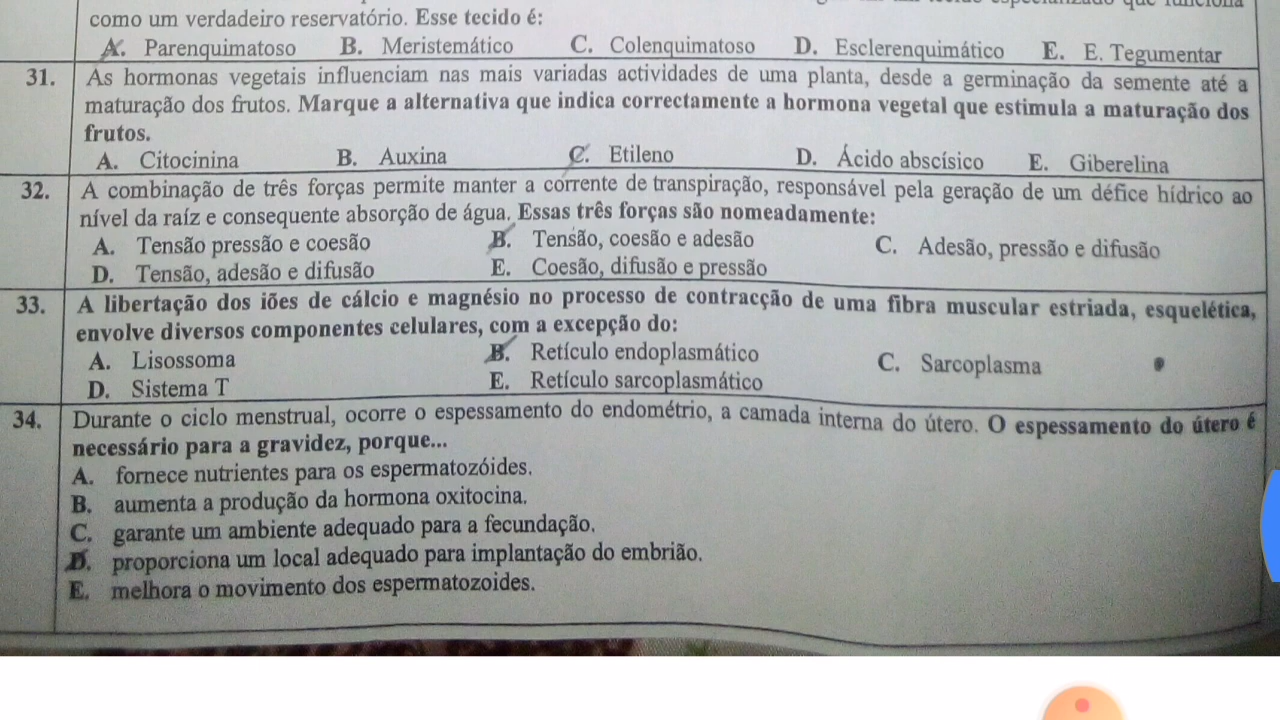 como um verdadeiro reservatório. Esse tecido é:
A. Parenquimatoso B. Meristemático C. Colenquimatoso D. Esclerenquimático E. E. Tegumentar
31. As hormonas vegetais influenciam nas mais variadas actividades de uma planta, desde a germinação da semente até a
maturação dos frutos. Marque a alternativa que indica correctamente a hormona vegetal que estimula a maturação dos
frutos.
A. Citocinina B. Auxina C. Etileno D. Ácido abscísico E. Giberelina
32. A combinação de três forças permite manter a corrente de transpiração, responsável pela geração de um défice hídrico ao
nível da raíz e consequente absorção de água. Essas três forças são nomeadamente:
A. Tensão pressão e coesão B. Tensão, coesão e adesão C. Adesão, pressão e difusão
D. Tensão, adesão e difusão E. Coesão, difusão e pressão
33. A libertação dos iões de cálcio e magnésio no processo de contracção de uma fibra muscular estriada, esquelética,
envolve diversos componentes celulares, com a excepção do:
A. Lisossoma B. Retículo endoplasmático C. Sarcoplasma
D. Sistema T E. Retículo sarcoplasmático
34. Durante o ciclo menstrual, ocorre o espessamento do endométrio, a camada interna do útero. O espessamento do útero é
necessário para a gravidez, porque...
A. fornece nutrientes para os espermatozóides.
B. aumenta a produção da hormona oxitocina.
C. garante um ambiente adequado para a fecundação.
D. proporciona um local adequado para implantação do embrião.
E. melhora o movimento dos espermatozoides.